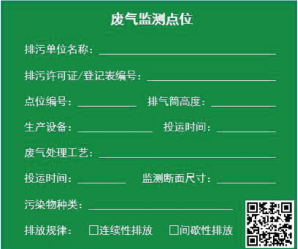 废气监测点位
排污单位名称：
排污许可证/登记表编号：
点位编号： 排气筒高度：
生产设备： 投运时间：
废气处理工艺：
投运时间： 监测断面尺寸：
污染物种类：
排放规律： □连续性排放 □间歇性排放